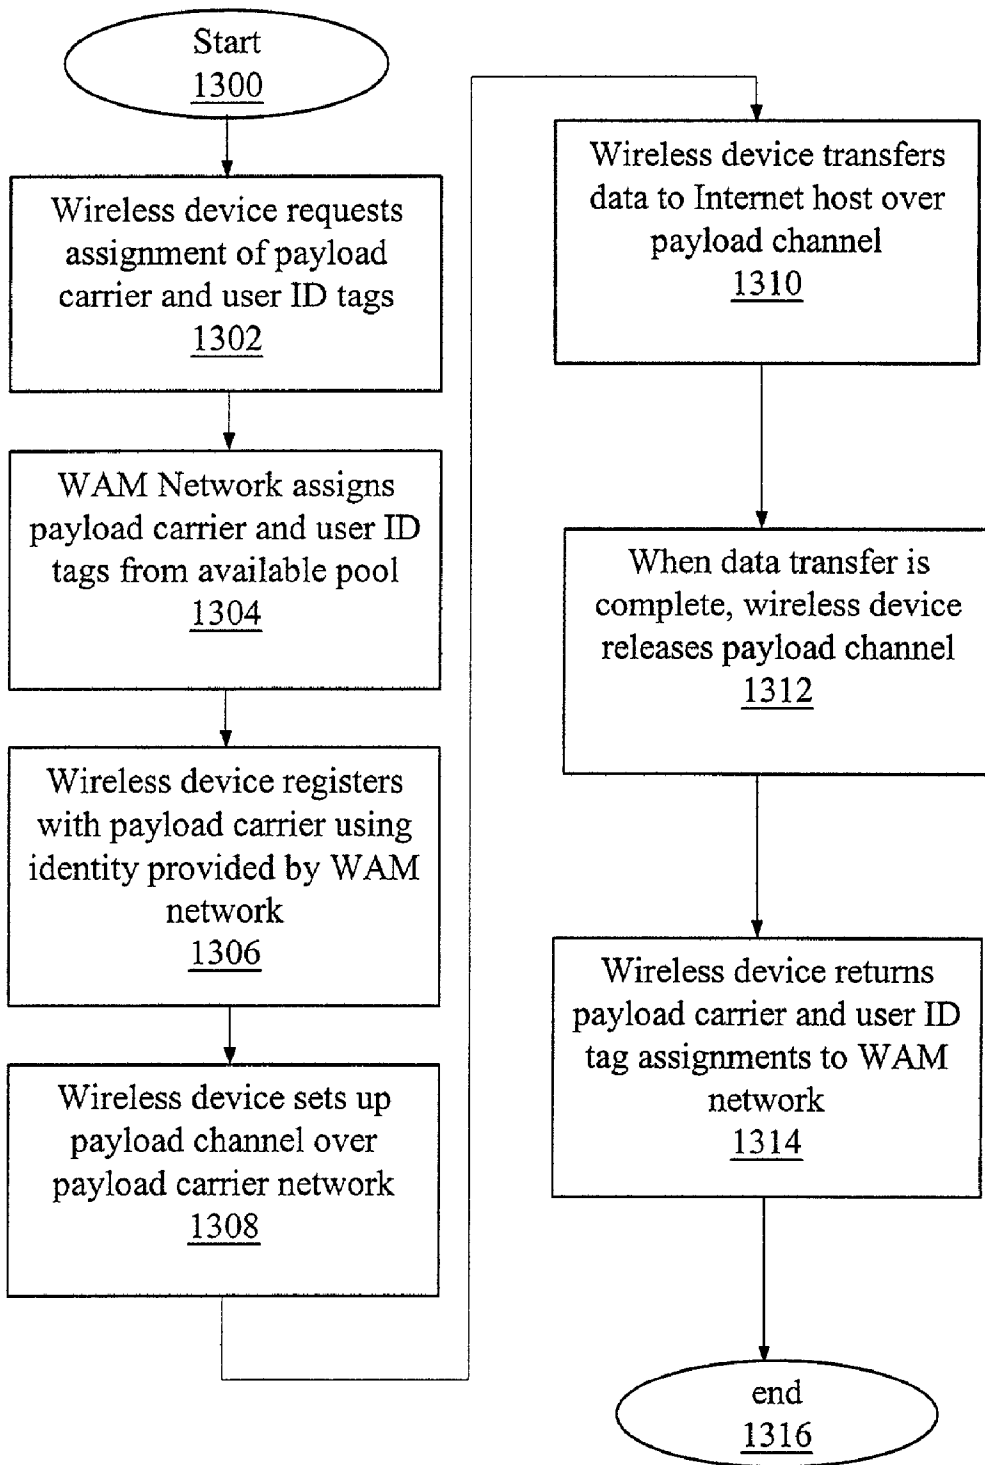 Start
1300
Wireless device requests
assignment of payload
carrier and user ID tags
1302
WAM Network assigns
payload carrier and user ID
tags from available pool
1304
Wireless device registers
with payload carrier using
identity provided by WAM
network
1306
Wireless device sets up
payload channel over
payload carrier network
1308
Wireless device transfers
data to Internet host over
payload channel
1310
When data transfer is
complete, wireless device
releases payload channel
1312
Wireless device returns
payload carrier and user ID
tag assignments to WAM
network
1314
end
1316